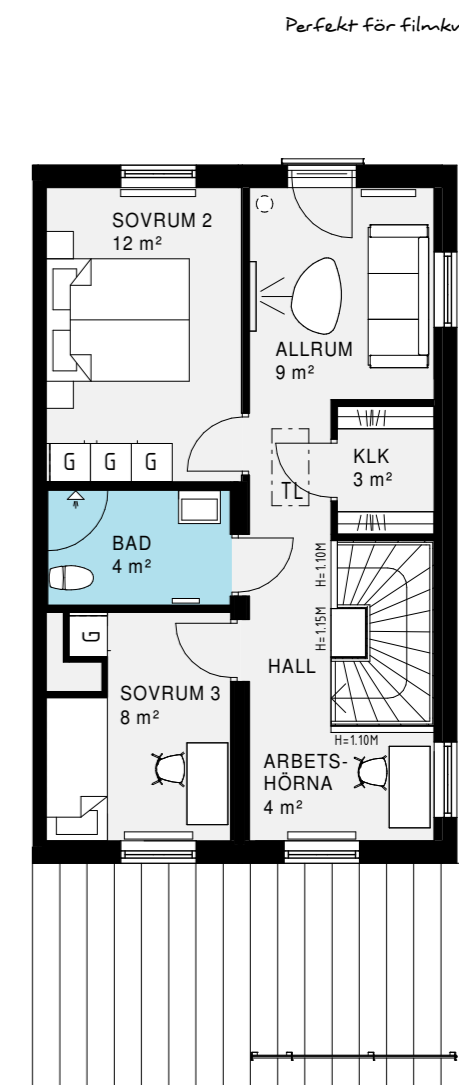 Perfekt för filmkv
SOVRUM 2
12 m²
ALLRUM
9 m²
G G G
TL
KLK
3 m²
BAD
4 m²
H=1.10M
H=1.15M
G
HALL
SOVRUM 3
8 m²
H=1.10M
ARBETS-
HÖRNA
4 m²